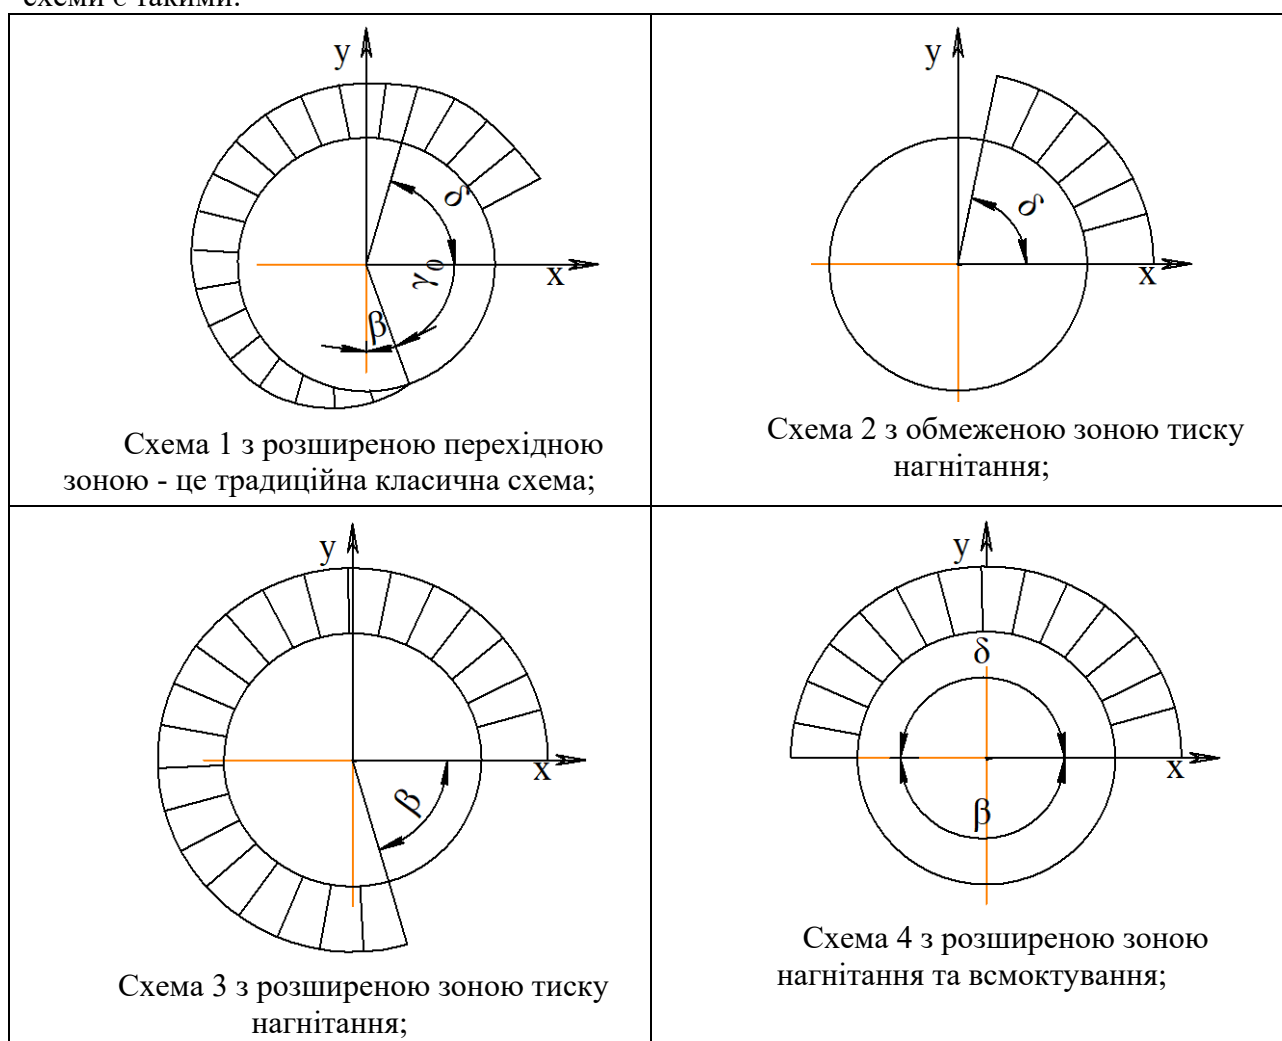 схеми є такими:
y
δ
x
γ₀
β
Схема 1 з розширеною перехідною
зоною - це традиційна класична схема;
y
δ
x
Схема 2 з обмеженою зоною тиску
нагнітання;
y
x
β
Схема 3 з розширеною зоною тиску
нагнітання;
y
δ
x
β
Схема 4 з розширеною зоною
нагнітання та всмоктування;